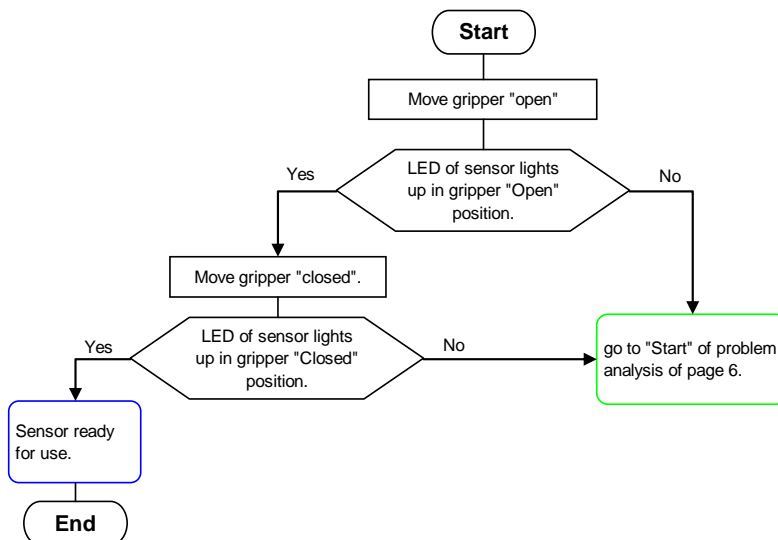 Start
Move gripper "open"
LED of sensor lights
up in gripper "Open"
position.
Yes
No
Move gripper "closed".
LED of sensor lights
up in gripper "Closed"
position.
Yes
No
go to "Start" of problem
analysis of page 6.
Sensor ready
for use.
End